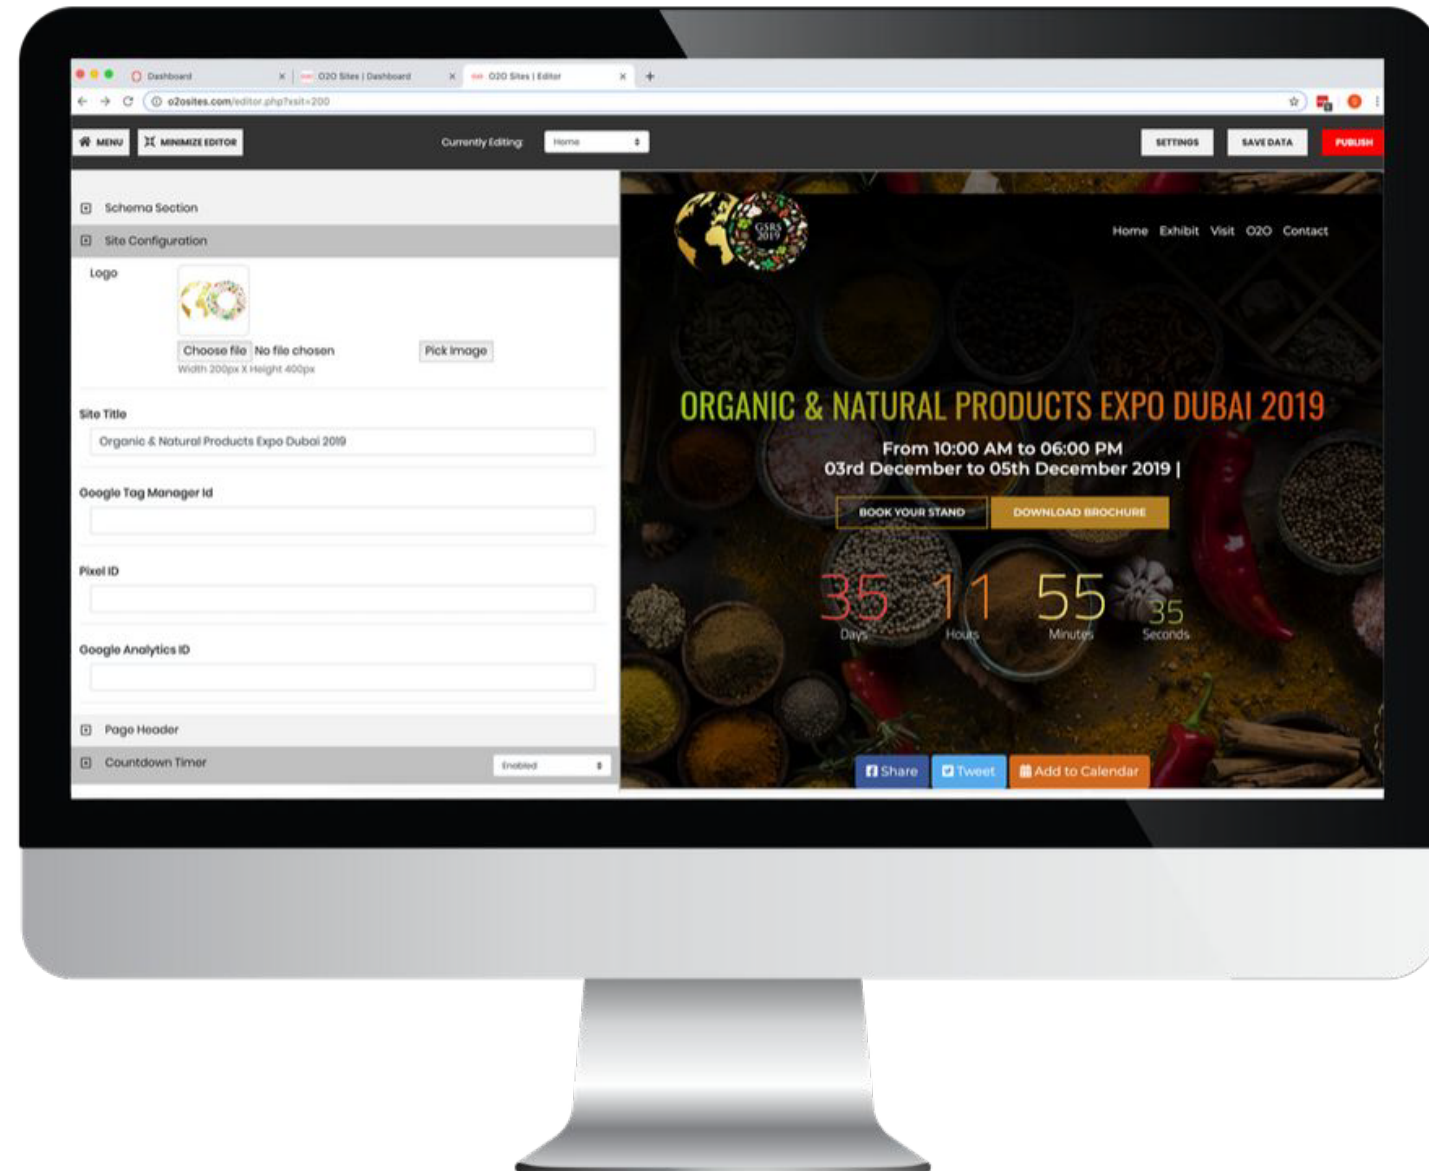 Dashboard
O2O Sites | Dashboard
O2O Sites | Editor
o2osites.com/editor.php?xsit=200
MENU
MINIMIZE EDITOR
Currently Editing:
Home
SETTINGS
SAVE DATA
PUBLISH
Schema Section
Site Configuration
Logo
Choose file No file chosen
Pick Image
Width 200px X Height 400px
Site Title
Organic & Natural Products Expo Dubai 2019
Google Tag Manager Id
Pixel ID
Google Analytics ID
Page Header
Countdown Timer
Enabled
GSRS
2019
Home Exhibit Visit O2O Contact
ORGANIC & NATURAL PRODUCTS EXPO DUBAI 2019
From 10:00 AM to 06:00 PM
03rd December to 05th December 2019 |
BOOK YOUR STAND
DOWNLOAD BROCHURE
35 11 55 35
Days Hours Minutes Seconds
Share
Tweet
Add to Calendar